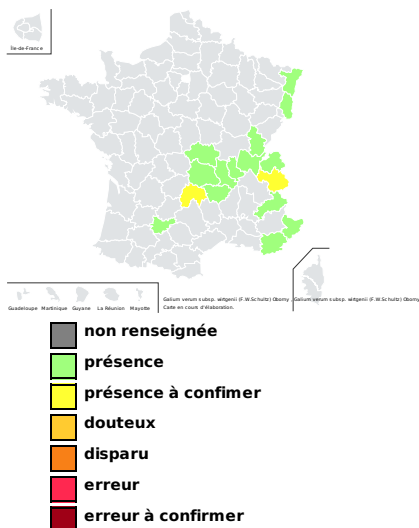 Île-de-France
Guadeloupe Martinique Guyane La Réunion Mayotte
Galium verum subsp. wirtgenii (F.W.Schultz) Oborny , Galium verum subsp. wirtgenii (F.W.Schultz) Oborny
Carte en cours d'élaboration.
non renseignée
présence
présence à confimer
douteux
disparu
erreur
erreur à confirmer